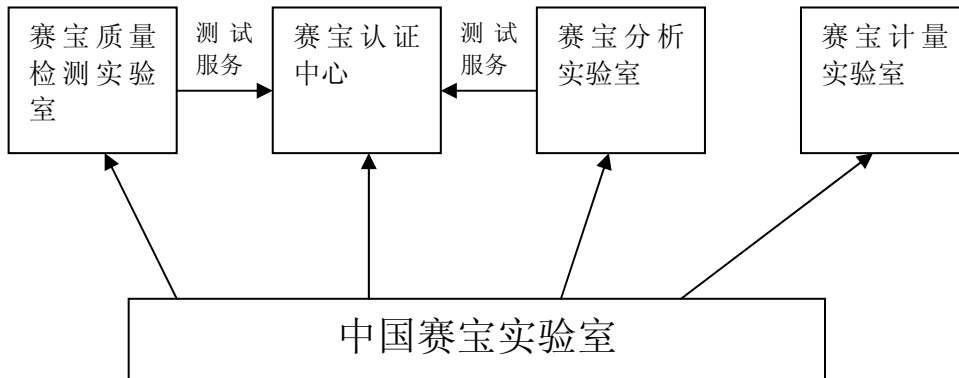 赛宝质量
检测实验
室
测试
服务
赛宝认证
中心
测试
服务
赛宝分析
实验室
赛宝计量
实验室
中国赛宝实验室